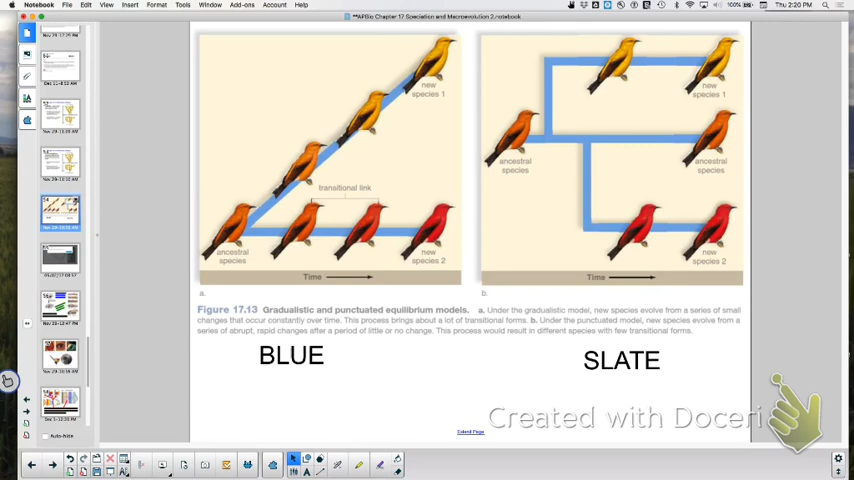 Notebook File Edit View Insert Format Tools Window Add-ons Account Help
100%
Thu 2:20 PM
**APBio Chapter 17 Speciation and Macroevolution 2.notebook
new
species 1
transitional link
ancestral
species
new
species 2
Time
a.
new
species 1
ancestral
species
ancestral
species
new
species 2
Time
b.
Figure 17.13 Gradualistic and punctuated equilibrium models. a. Under the gradualistic model, new species evolve from a series of small
changes that occur constantly over time. This process brings about a lot of transitional forms. b. Under the punctuated model, new species evolve from a
series of abrupt, rapid changes after a period of little or no change. This process would result in different species with few transitional forms.
BLUE
SLATE
Created with Doceri
Extend Page
54
Auto-hide